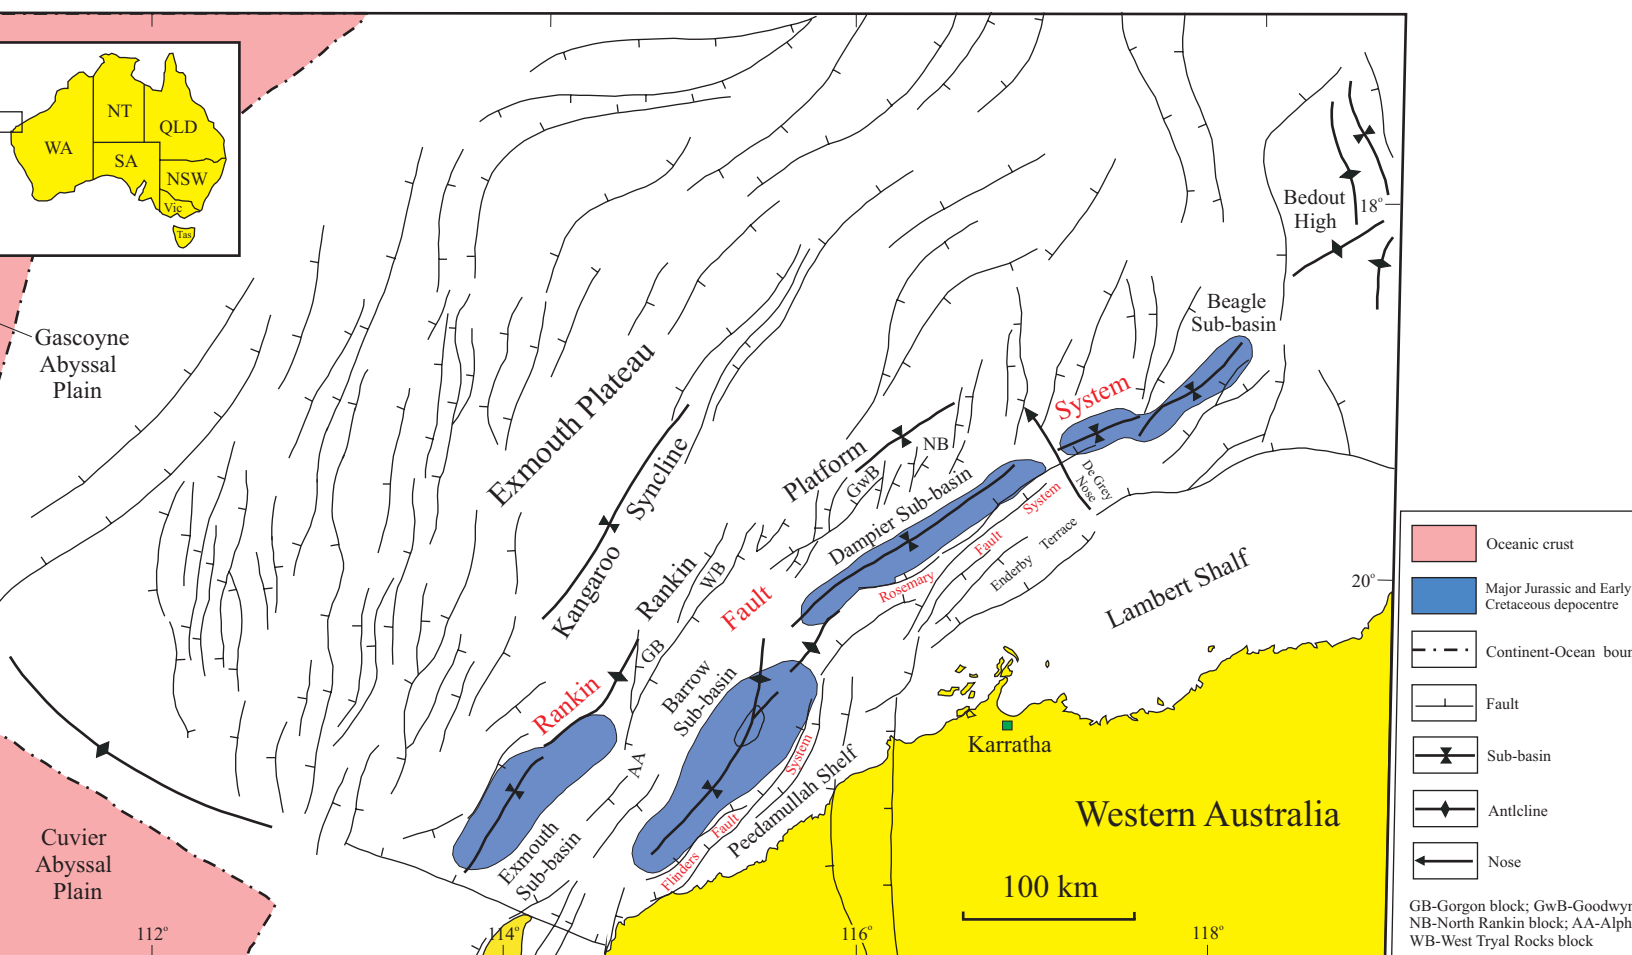 NT
QLD
WA
SA
NSW
Vic
Tas
Gascoyne
Abyssal
Plain
Cuvier
Abyssal
Plain
Exmouth Plateau
Kangaroo Syncline
Rankin Platform
Rankin Fault System
NB
GwB
WB
GB
AA
Beagle
Sub-basin
Bedout
High
De Grey
Nose
Dampier Sub-basin
Rosemary Fault System
Enderby Terrace
Lambert Shalf
Barrow
Sub-basin
Exmouth
Sub-basin
Flinders Fault System
Peedamullah Shelf
Karratha
Western Australia
100 km
18°
20°
112°
114°
116°
118°
Oceanic crust
Major Jurassic and Early
Cretaceous depocentre
Continent-Ocean boun
Fault
Sub-basin
Antlcline
Nose
GB-Gorgon block; GwB-Goodwyn
NB-North Rankin block; AA-Alph
WB-West Tryal Rocks block